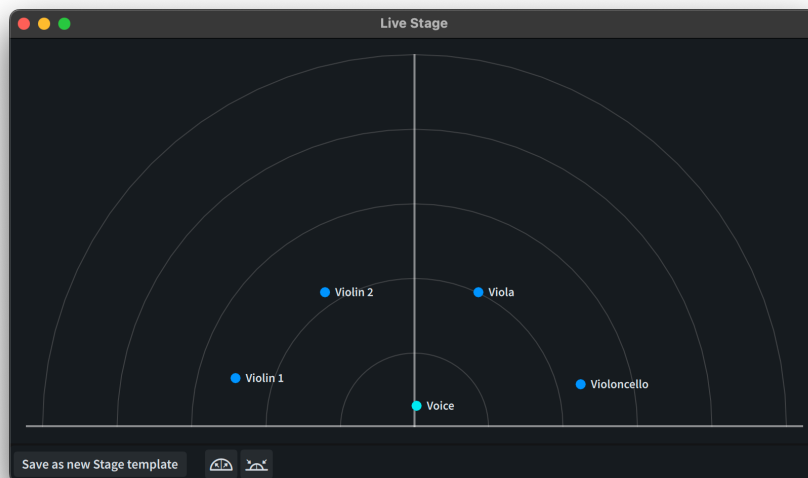 Live Stage
Violin 2
Viola
Violin 1
Violoncello
Voice
Save as new Stage template